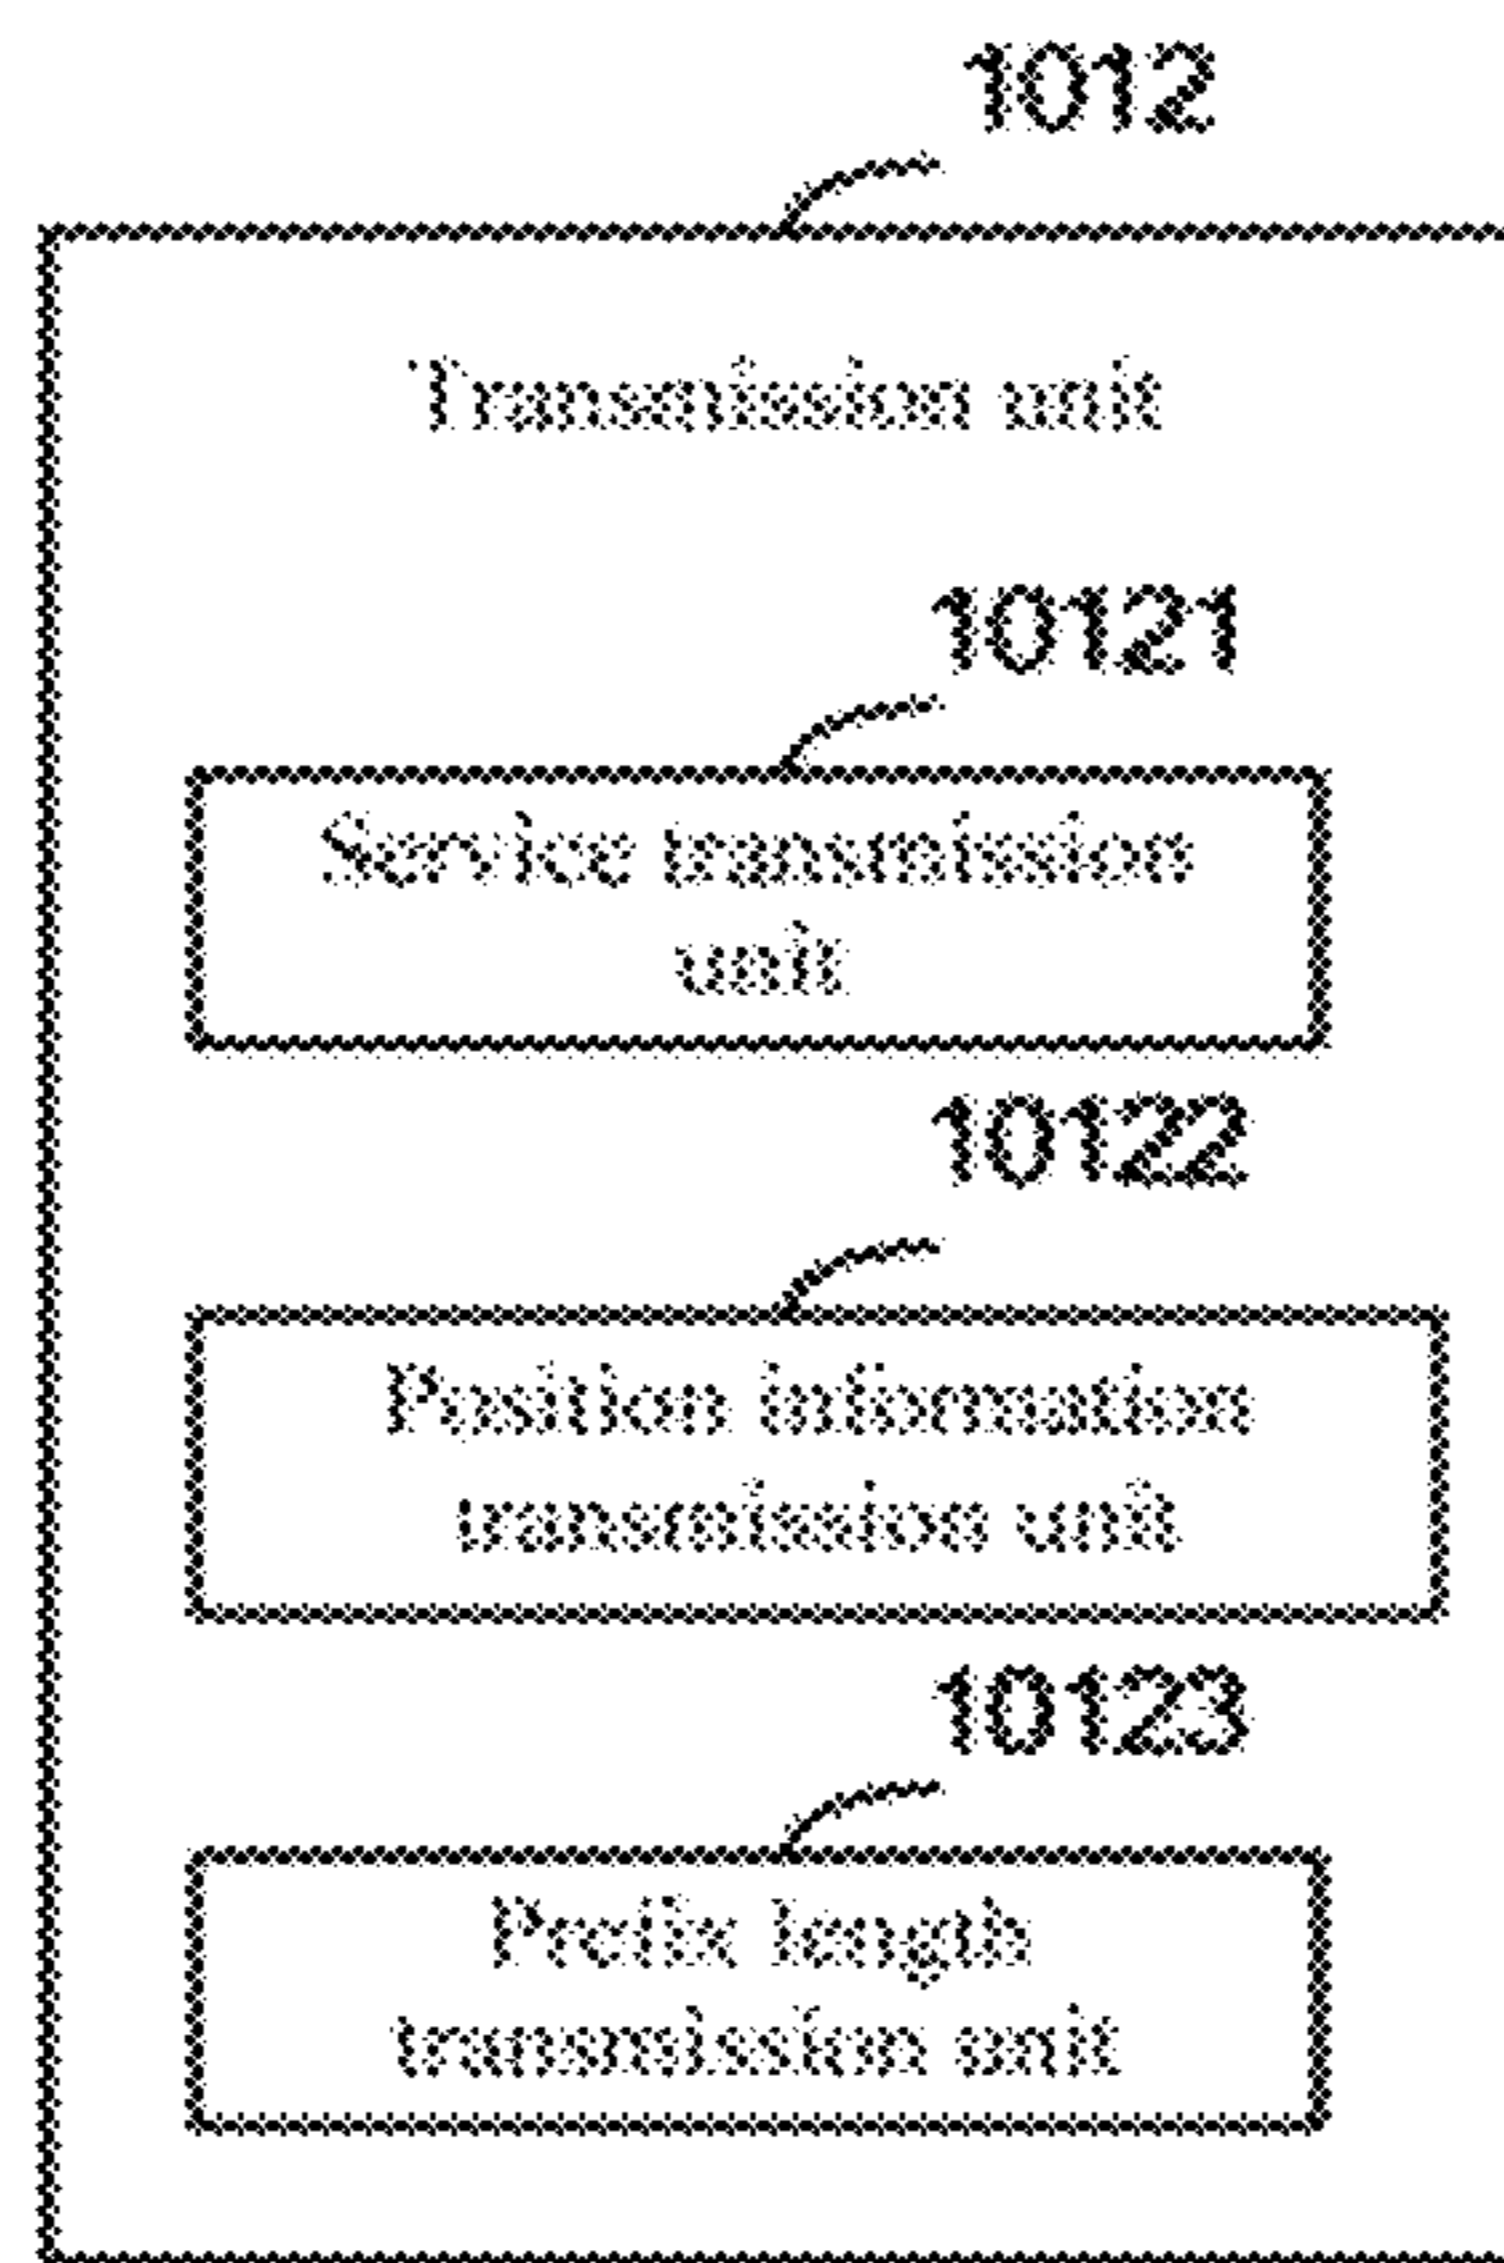 1012
Transmission unit
10121
Service transmission
unit
10122
Position information
transmission unit
10123
Prefix length
transmission unit